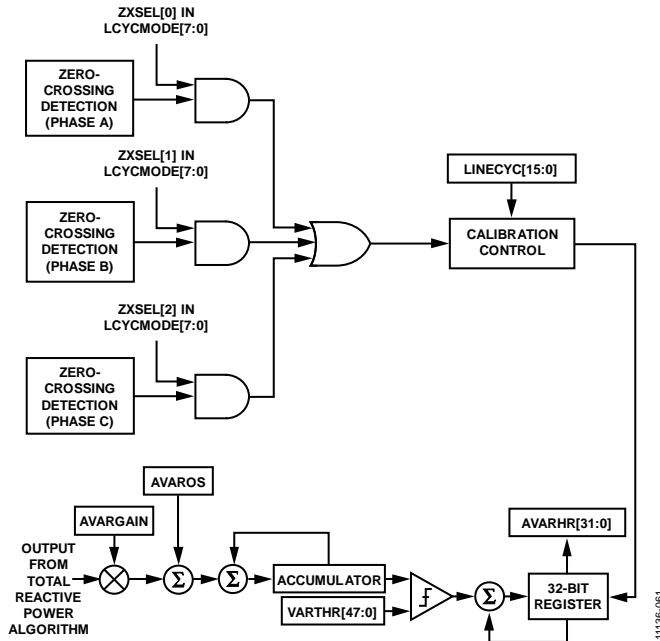 ZXSEL[0] IN
LCYCMODE[7:0]
ZERO-
CROSSING
DETECTION
(PHASE A)
ZXSEL[1] IN
LCYCMODE[7:0]
ZERO-
CROSSING
DETECTION
(PHASE B)
LINECYC[15:0]
CALIBRATION
CONTROL
ZXSEL[2] IN
LCYCMODE[7:0]
ZERO-
CROSSING
DETECTION
(PHASE C)
AVAROS
AVARGAIN
AVARHR[31:0]
OUTPUT
FROM
TOTAL
REACTIVE
POWER
ALGORITHM
Σ
Σ
ACCUMULATOR
VARTHR[47:0]
Σ
32-BIT
REGISTER